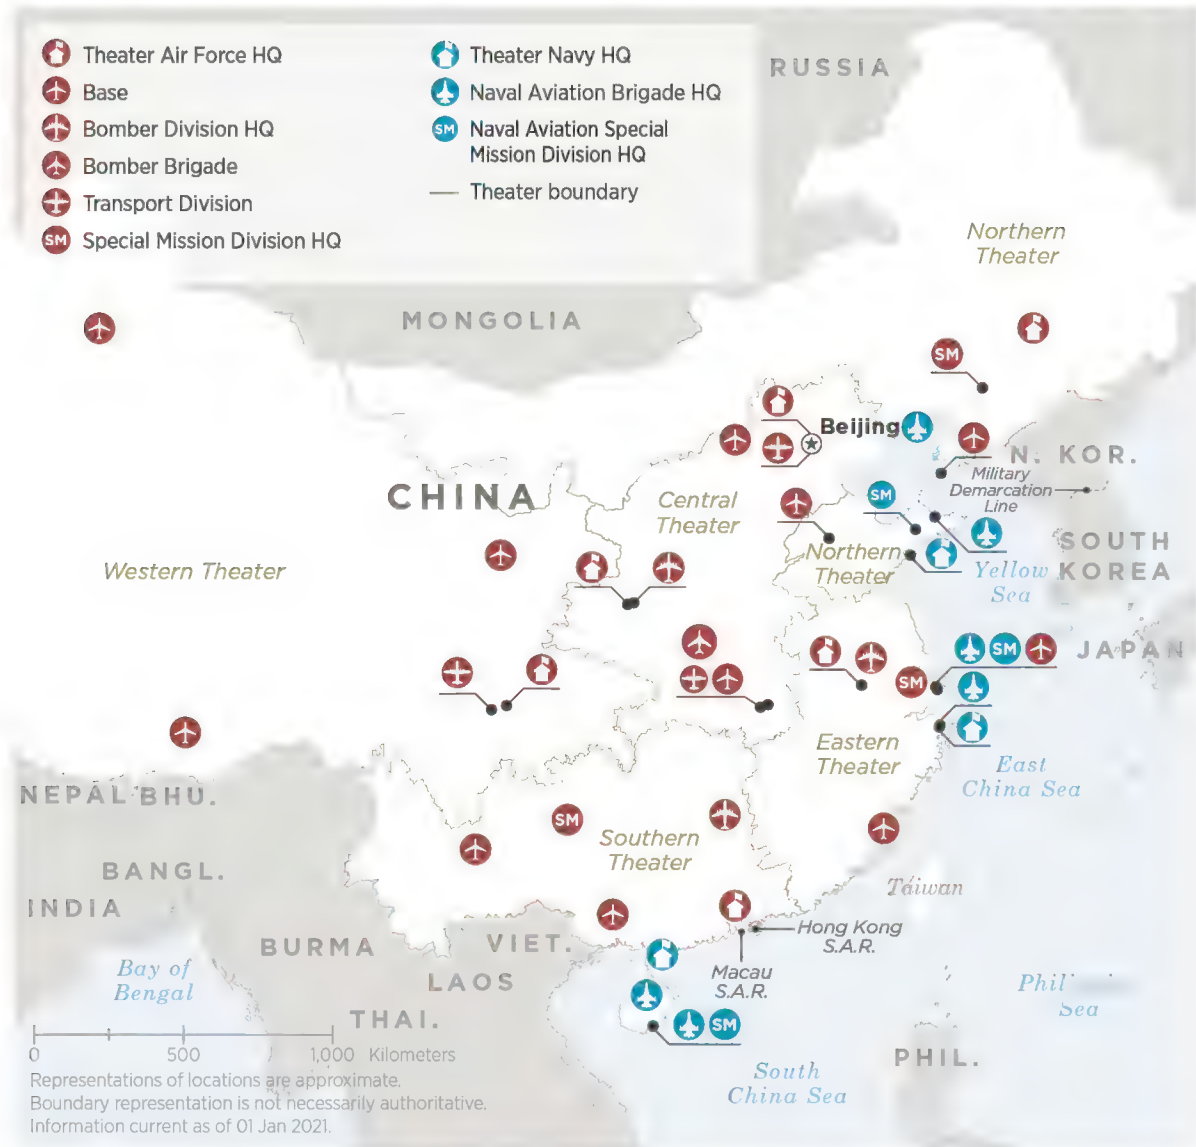 Theater Air Force HQ
Base
Bomber Division HQ
Bomber Brigade
Transport Division
SM Special Mission Division HQ
Theater Navy HQ
Naval Aviation Brigade HQ
SM Naval Aviation Special
Mission Division HQ
Theater boundary
RUSSIA
Northern
Theater
MONGOLIA
SM
Beijing
N. KOR.
Military
Demarcation
Line
CHINA
Central
Theater
SM
SOUTH
KOREA
Northern
Theater
Yellow
Sea
Western Theater
JAPAN
SM
SM
Eastern
Theater
East
China Sea
NEPAL
BHU.
SM
Southern
Theater
BANGL.
Taiwan
INDIA
Hong Kong
S.A.R.
BURMA
VIET.
LAOS
Macau
S.A.R.
Bay of
Bengal
Phil
Sea
THAI.
SM
PHIL.
South
China Sea
0 500 1,000 Kilometers
Representations of locations are approximate.
Boundary representation is not necessarily authoritative.
Information current as of 01 Jan 2021.